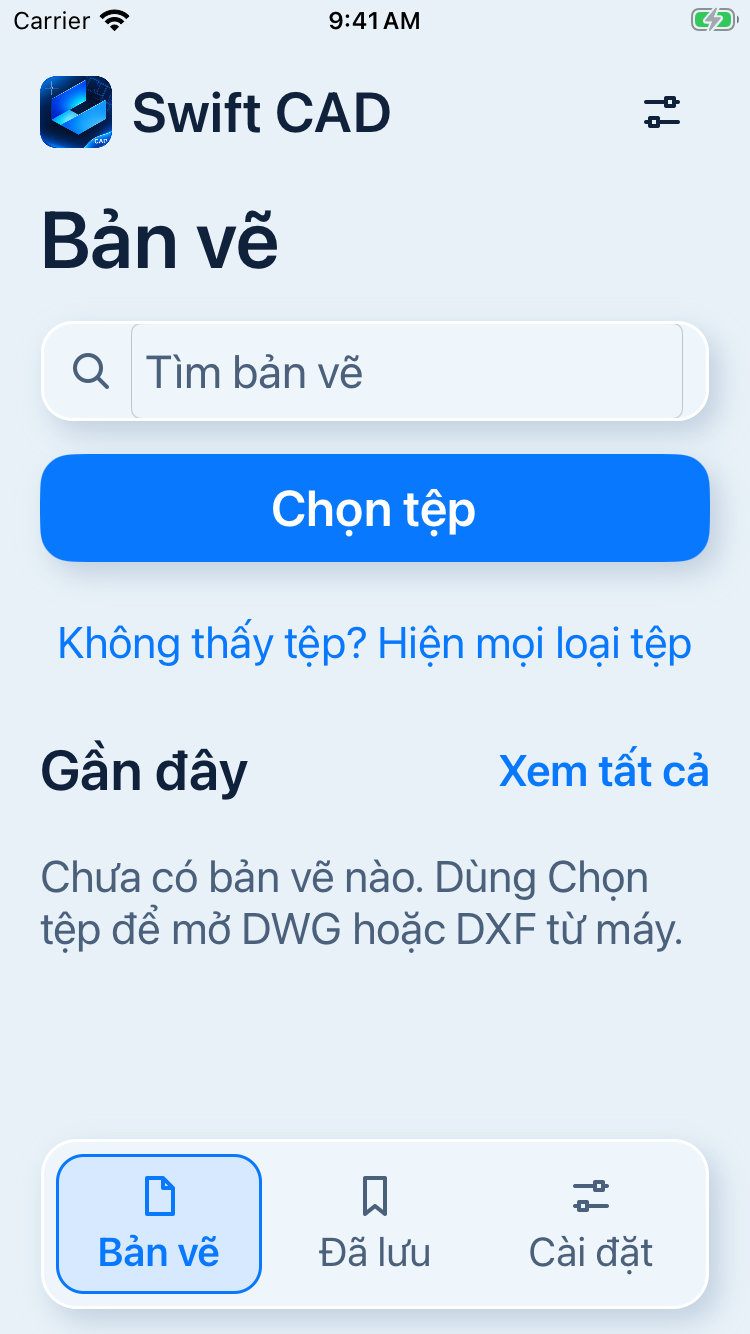 Carrier 9:41 AM
Swift CAD
Bản vẽ
Tìm bản vẽ
Chọn tệp
Không thấy tệp? Hiện mọi loại tệp
Gần đây Xem tất cả
Chưa có bản vẽ nào. Dùng Chọn
tệp để mở DWG hoặc DXF từ máy.
Bản vẽ Đã lưu Cài đặt